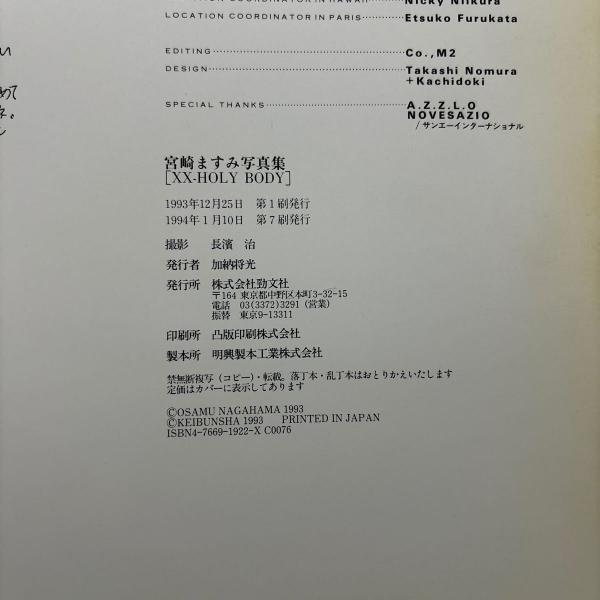 Nicky Niikura
LOCATION COORDINATOR IN PARIS Etsuko Furukata
EDITING Co.,M2
DESIGN Takashi Nomura
+Kachidoki
SPECIAL THANKS A.Z.Z.L.O
NOVESAZIO
/サンエーインターナショナル
宮崎ますみ写真集
[XX-HOLY BODY]
1993年12月25日 第1刷発行
1994年1月10日 第7刷発行
撮影 長濱 治
発行者 加納将光
発行所 株式会社勁文社
〒164 東京都中野区本町3-32-15
電話 03(3372)3291(営業)
振替 東京9-13311
印刷所 凸版印刷株式会社
製本所 明興製本工業株式会社
禁無断複写(コピー)・転載。落丁本・乱丁本はおとりかえいたします
定価はカバーに表示してあります
©OSAMU NAGAHAMA 1993
©KEIBUNSHA 1993 PRINTED IN JAPAN
ISBN4-7669-1922-X C0076